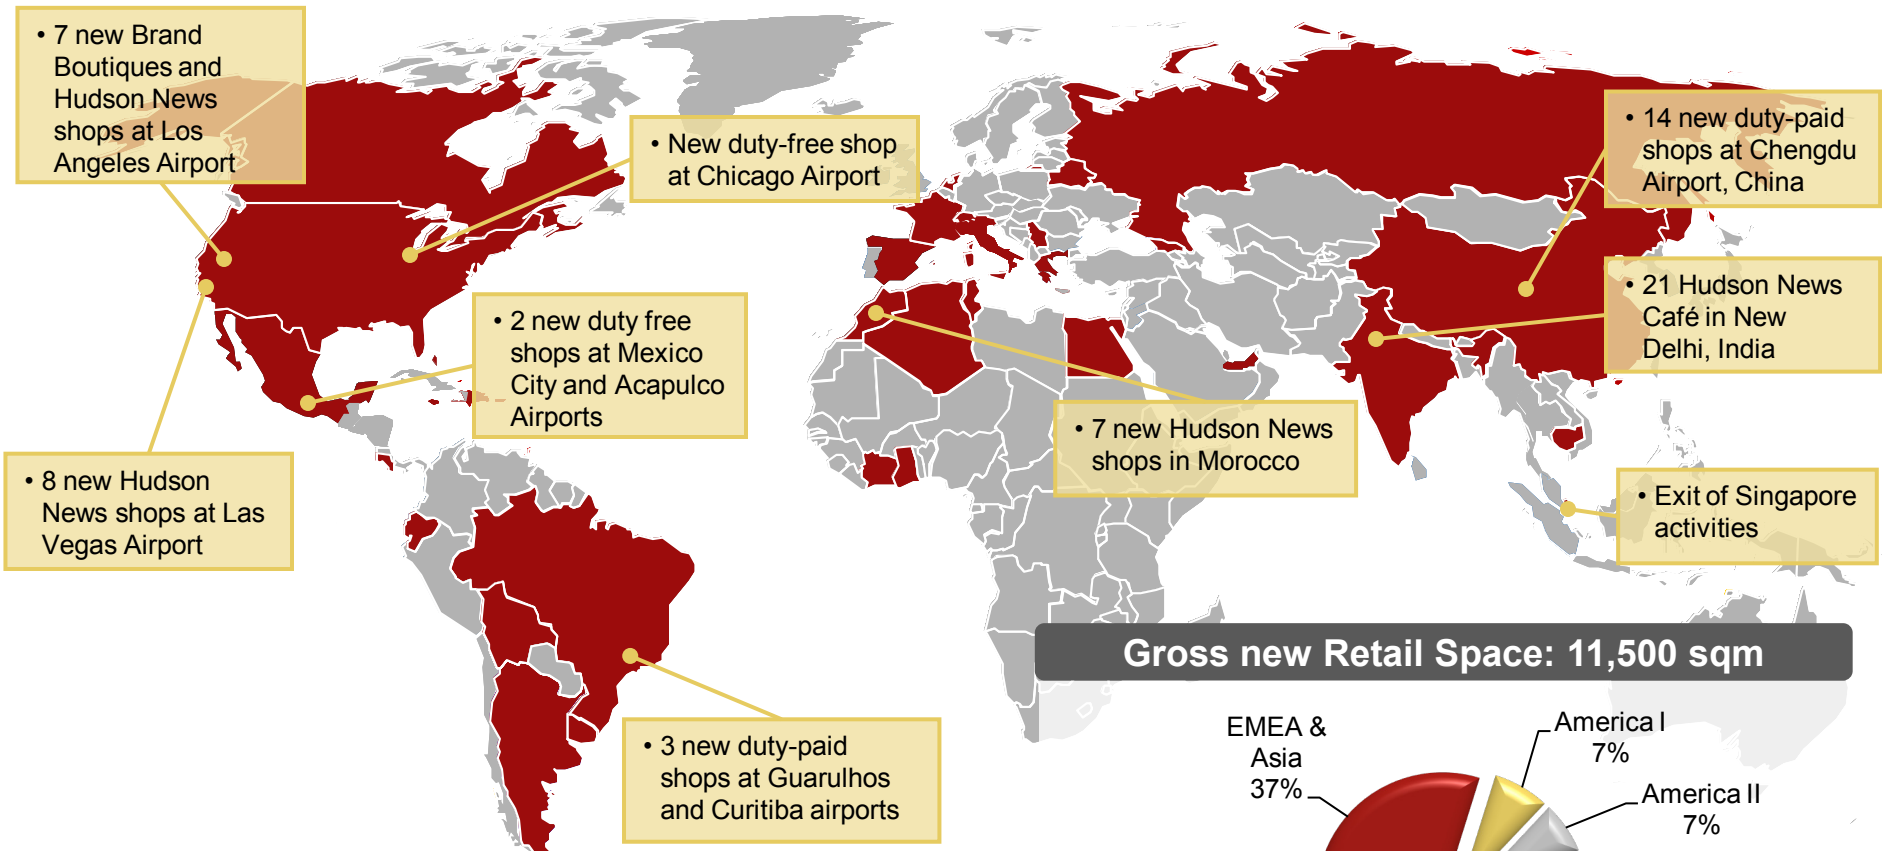 • 7 new Brand
Boutiques and
Hudson News
shops at Los
Angeles Airport
• New duty-free shop
at Chicago Airport
• 14 new duty-paid
shops at Chengdu
Airport, China
• 21 Hudson News
Café in New
Delhi, India
• 2 new duty free
shops at Mexico
City and Acapulco
Airports
• 7 new Hudson News
shops in Morocco
• 8 new Hudson
News shops at Las
Vegas Airport
• Exit of Singapore
activities
• 3 new duty-paid
shops at Guarulhos
and Curitiba airports
Gross new Retail Space: 11,500 sqm
EMEA &
Asia
37%
America I
7%
America II
7%